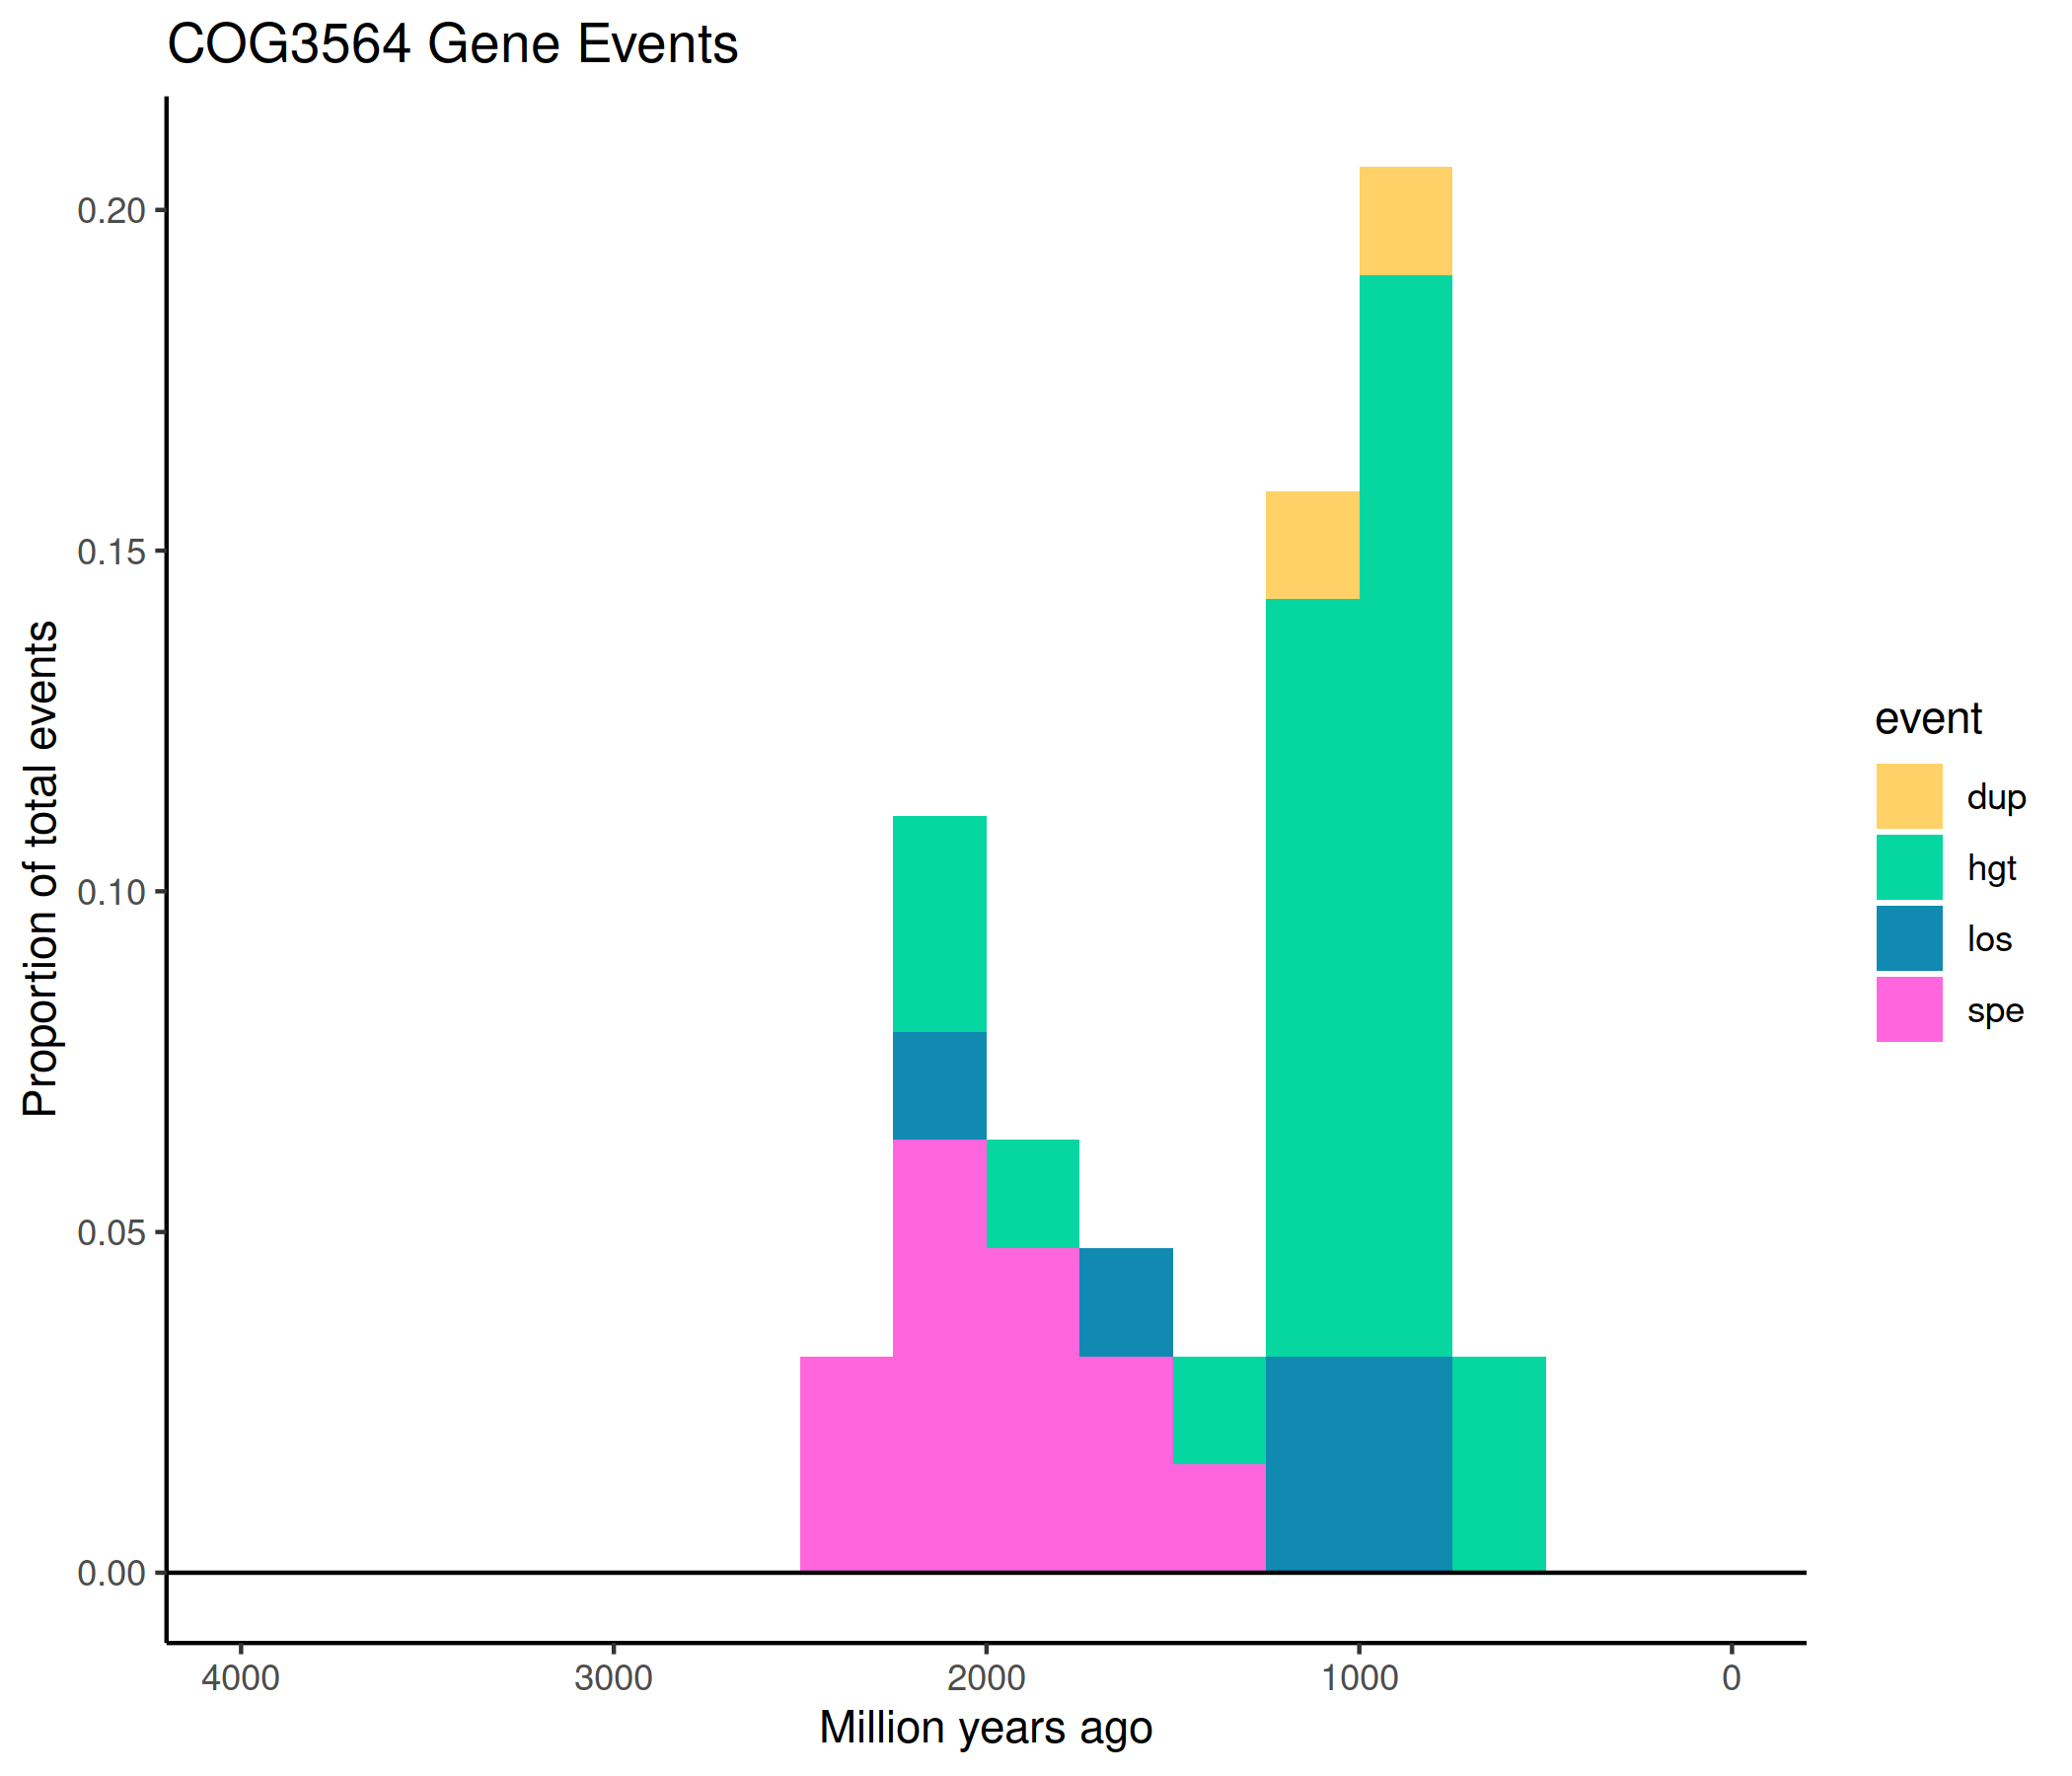 COG3564 Gene Events
Proportion of total events
0.20
0.15
0.10
0.05
0.00
4000 3000 2000 1000 0
Million years ago
event
dup
hgt
los
spe